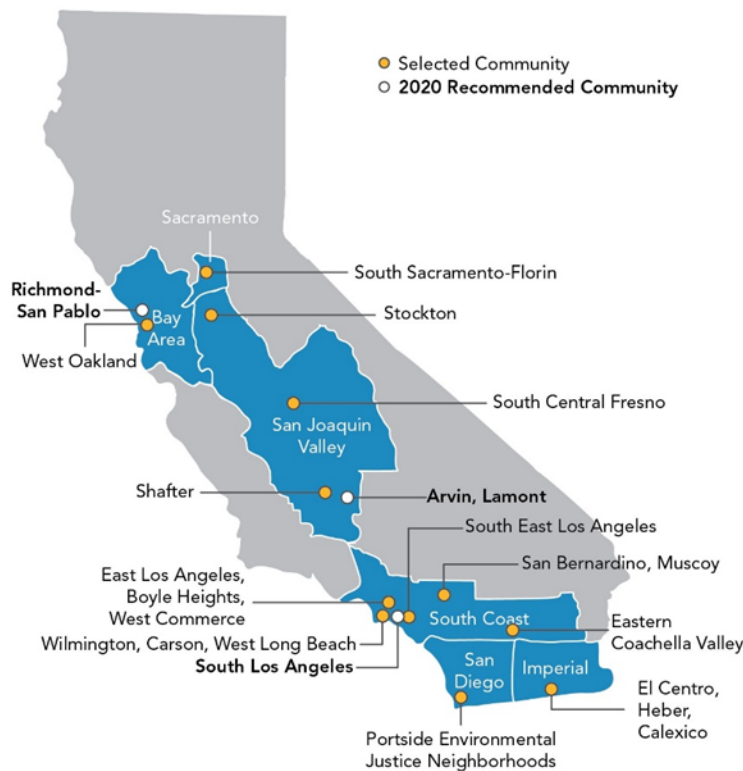 Selected Community
2020 Recommended Community
Sacramento
South Sacramento-Florin
Richmond-
San Pablo
Bay
Area
Stockton
West Oakland
South Central Fresno
San Joaquin
Valley
Shafter
Arvin, Lamont
South East Los Angeles
San Bernardino, Muscoy
East Los Angeles,
Boyle Heights,
West Commerce
South Coast
Eastern
Coachella Valley
Wilmington, Carson, West Long Beach
South Los Angeles
San
Diego
Imperial
El Centro,
Heber,
Calexico
Portside Environmental
Justice Neighborhoods